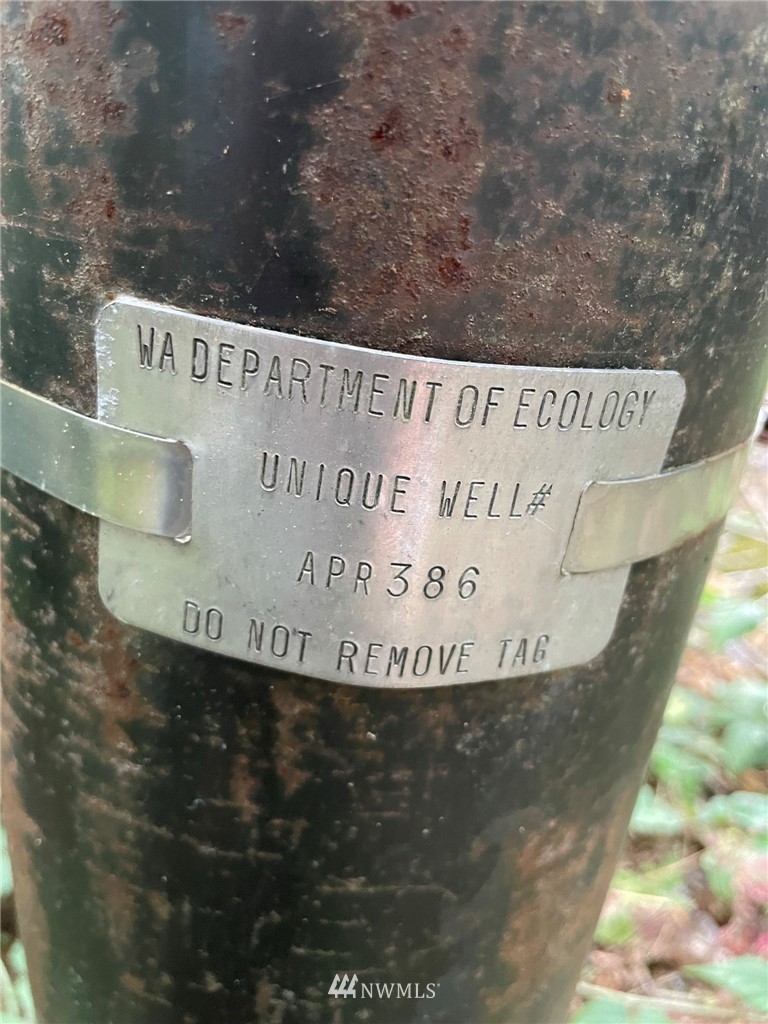 WA DEPARTMENT OF ECOLOGY
UNIQUE WELL#
APR386
DO NOT REMOVE TAG
NWMLS